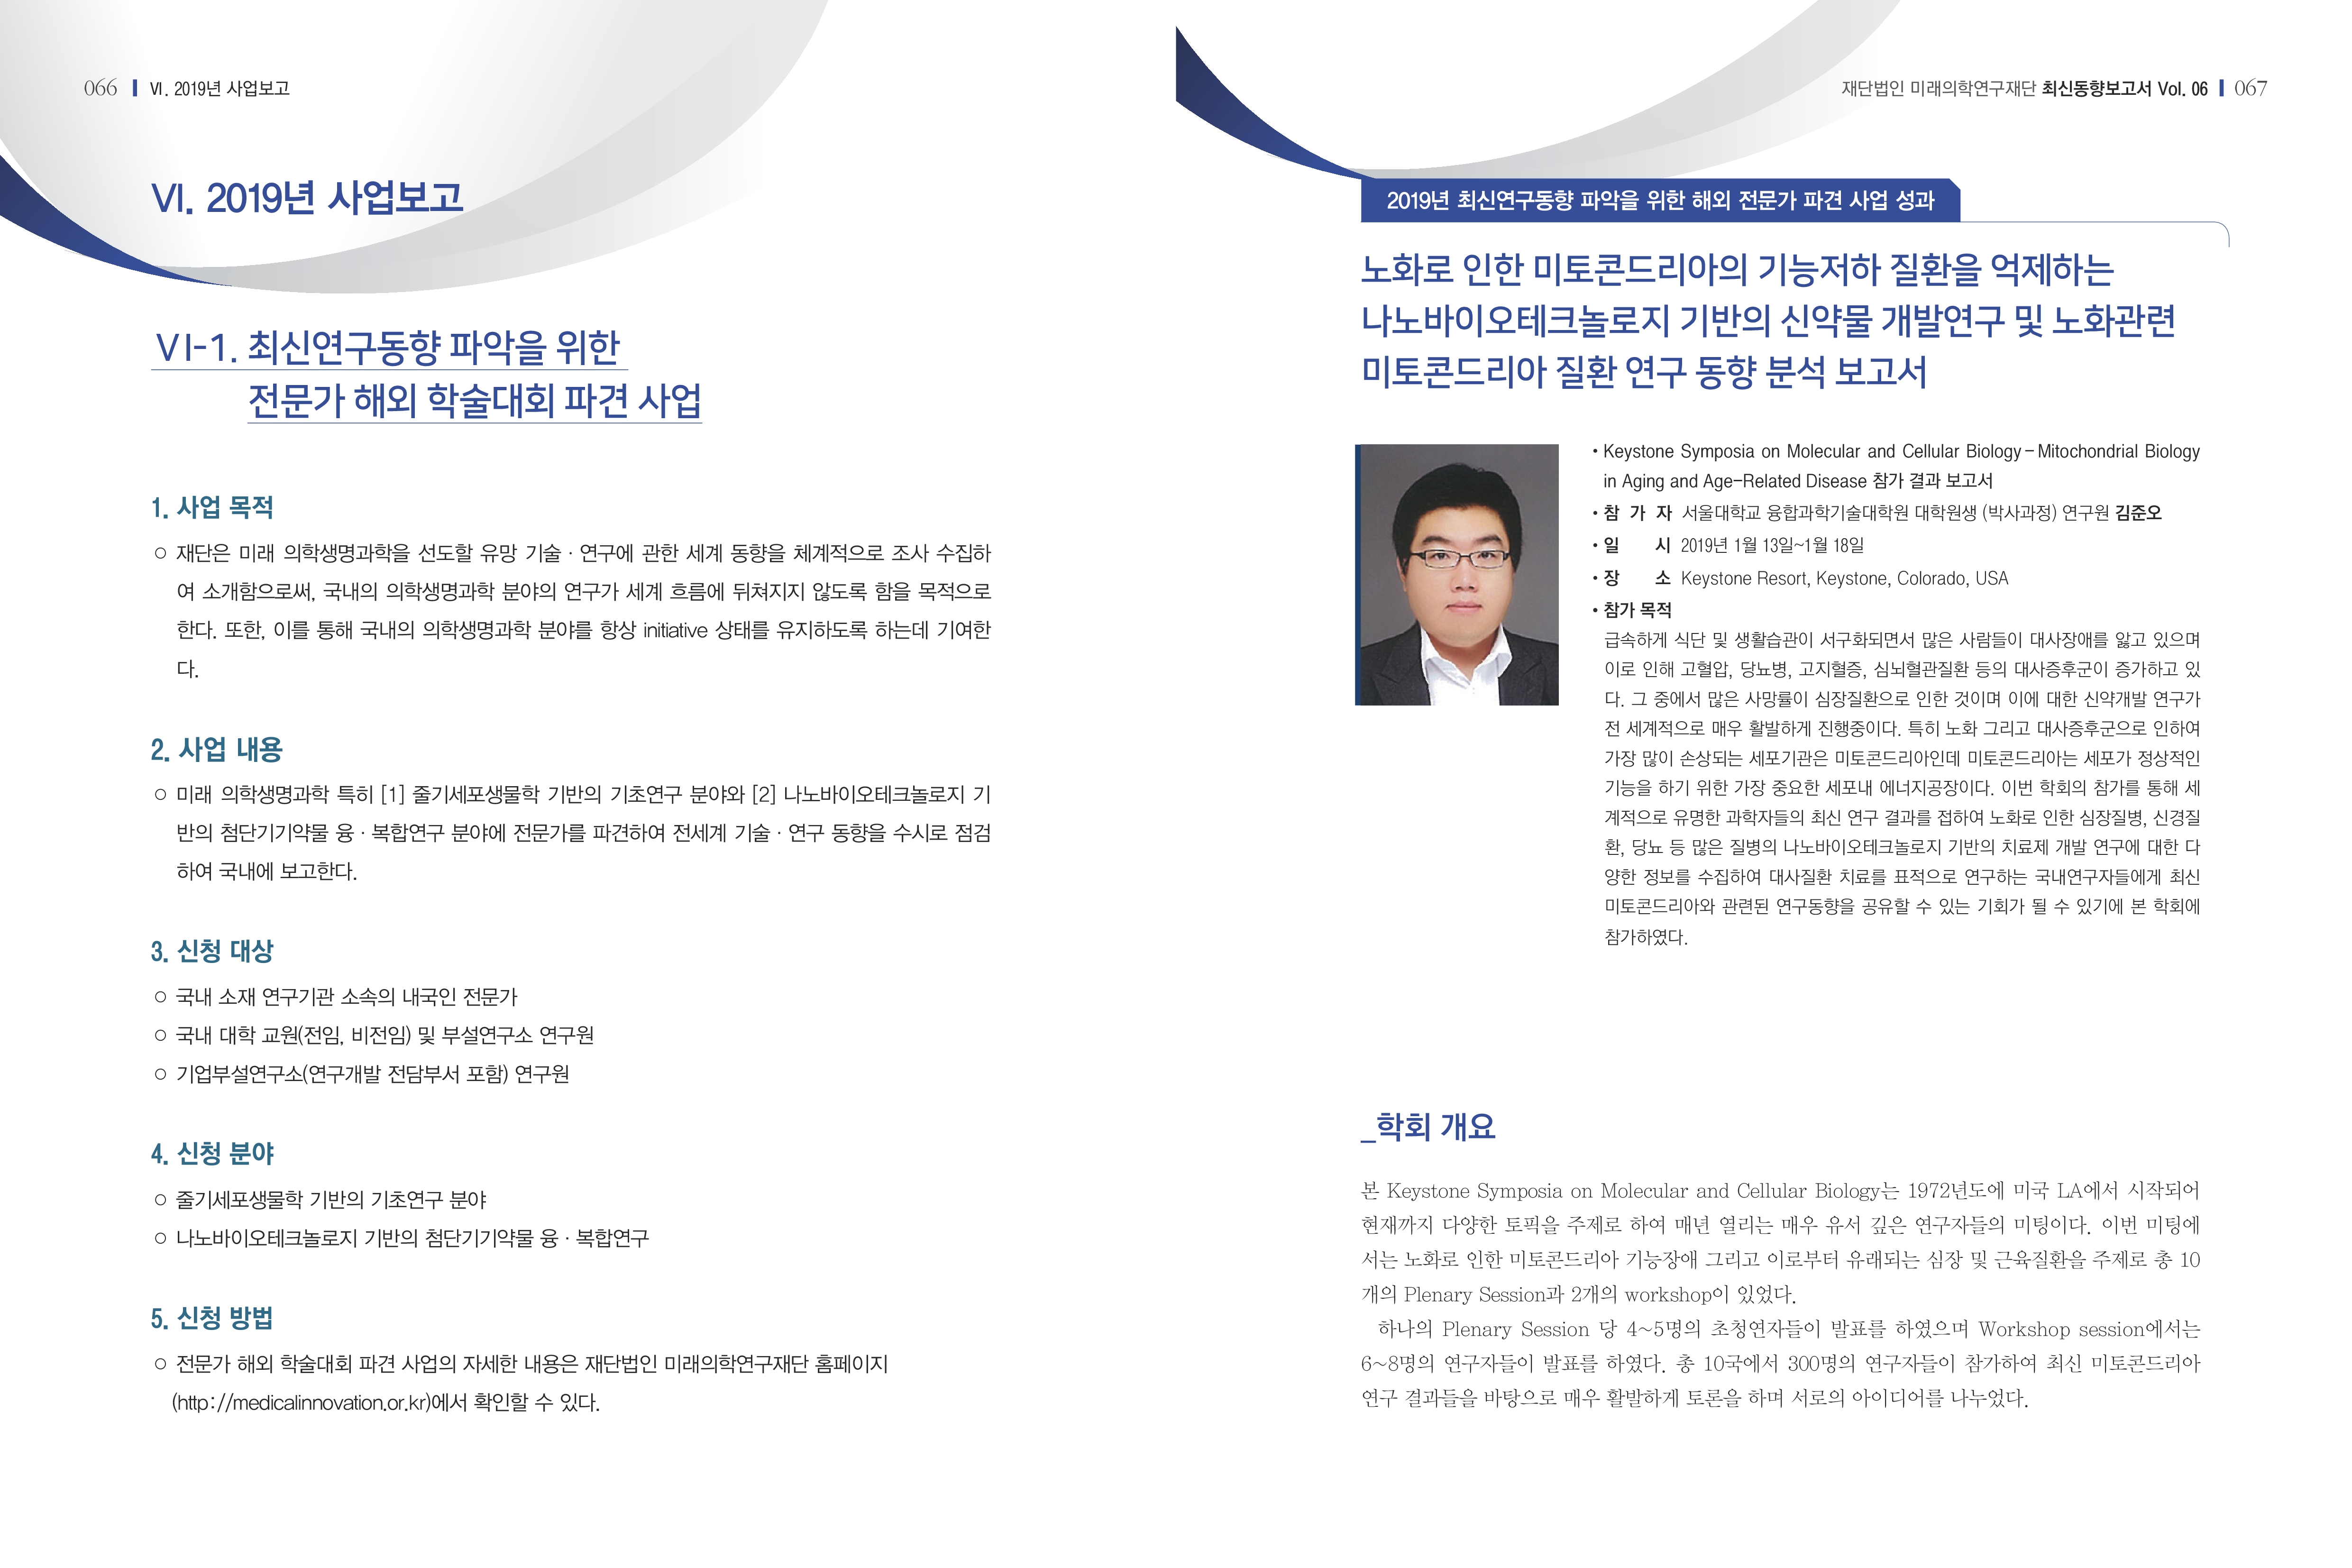 066 VI. 2019년 사업보고
VI. 2019년 사업보고
VI-1. 최신연구동향 파악을 위한
전문가 해외 학술대회 파견 사업
1. 사업 목적
○ 재단은 미래 의학생명과학을 선도할 유망 기술 · 연구에 관한 세계 동향을 체계적으로 조사 수집하
여 소개함으로써, 국내의 의학생명과학 분야의 연구가 세계 흐름에 뒤쳐지지 않도록 함을 목적으로
한다. 또한, 이를 통해 국내의 의학생명과학 분야를 항상 initiative 상태를 유지하도록 하는데 기여한
다.
2. 사업 내용
○ 미래 의학생명과학 특히 [1] 줄기세포생물학 기반의 기초연구 분야와 [2] 나노바이오테크놀로지 기
반의 첨단기기약물 융 · 복합연구 분야에 전문가를 파견하여 전세계 기술 · 연구 동향을 수시로 점검
하여 국내에 보고한다.
3. 신청 대상
○ 국내 소재 연구기관 소속의 내국인 전문가
○ 국내 대학 교원(전임, 비전임) 및 부설연구소 연구원
○ 기업부설연구소(연구개발 전담부서 포함) 연구원
4. 신청 분야
○ 줄기세포생물학 기반의 기초연구 분야
○ 나노바이오테크놀로지 기반의 첨단기기약물 융 · 복합연구
5. 신청 방법
○ 전문가 해외 학술대회 파견 사업의 자세한 내용은 재단법인 미래의학연구재단 홈페이지
(http://medicalinnovation.or.kr)에서 확인할 수 있다.
재단법인 미래의학연구재단 최신동향보고서 Vol. 06 067
2019년 최신연구동향 파악을 위한 해외 전문가 파견 사업 성과
노화로 인한 미토콘드리아의 기능저하 질환을 억제하는
나노바이오테크놀로지 기반의 신약물 개발연구 및 노화관련
미토콘드리아 질환 연구 동향 분석 보고서
• Keystone Symposia on Molecular and Cellular Biology – Mitochondrial Biology
in Aging and Age-Related Disease 참가 결과 보고서
• 참 가 자 서울대학교 융합과학기술대학원 대학원생 (박사과정) 연구원 김준오
• 일 시 2019년 1월 13일~1월 18일
• 장 소 Keystone Resort, Keystone, Colorado, USA
• 참가 목적
급속하게 식단 및 생활습관이 서구화되면서 많은 사람들이 대사장애를 앓고 있으며
이로 인해 고혈압, 당뇨병, 고지혈증, 심뇌혈관질환 등의 대사증후군이 증가하고 있
다. 그 중에서 많은 사망률이 심장질환으로 인한 것이며 이에 대한 신약개발 연구가
전 세계적으로 매우 활발하게 진행중이다. 특히 노화 그리고 대사증후군으로 인하여
가장 많이 손상되는 세포기관은 미토콘드리아인데 미토콘드리아는 세포가 정상적인
기능을 하기 위한 가장 중요한 세포내 에너지공장이다. 이번 학회의 참가를 통해 세
계적으로 유명한 과학자들의 최신 연구 결과를 접하여 노화로 인한 심장질병, 신경질
환, 당뇨 등 많은 질병의 나노바이오테크놀로지 기반의 치료제 개발 연구에 대한 다
양한 정보를 수집하여 대사질환 치료를 표적으로 연구하는 국내연구자들에게 최신
미토콘드리아와 관련된 연구동향을 공유할 수 있는 기회가 될 수 있기에 본 학회에
참가하였다.
_학회 개요
본 Keystone Symposia on Molecular and Cellular Biology는 1972년도에 미국 LA에서 시작되어
현재까지 다양한 토픽을 주제로 하여 매년 열리는 매우 유서 깊은 연구자들의 미팅이다. 이번 미팅에
서는 노화로 인한 미토콘드리아 기능장애 그리고 이로부터 유래되는 심장 및 근육질환을 주제로 총 10
개의 Plenary Session과 2개의 workshop이 있었다.
하나의 Plenary Session 당 4~5명의 초청연자들이 발표를 하였으며 Workshop session에서는
6~8명의 연구자들이 발표를 하였다. 총 10국에서 300명의 연구자들이 참가하여 최신 미토콘드리아
연구 결과들을 바탕으로 매우 활발하게 토론을 하며 서로의 아이디어를 나누었다.